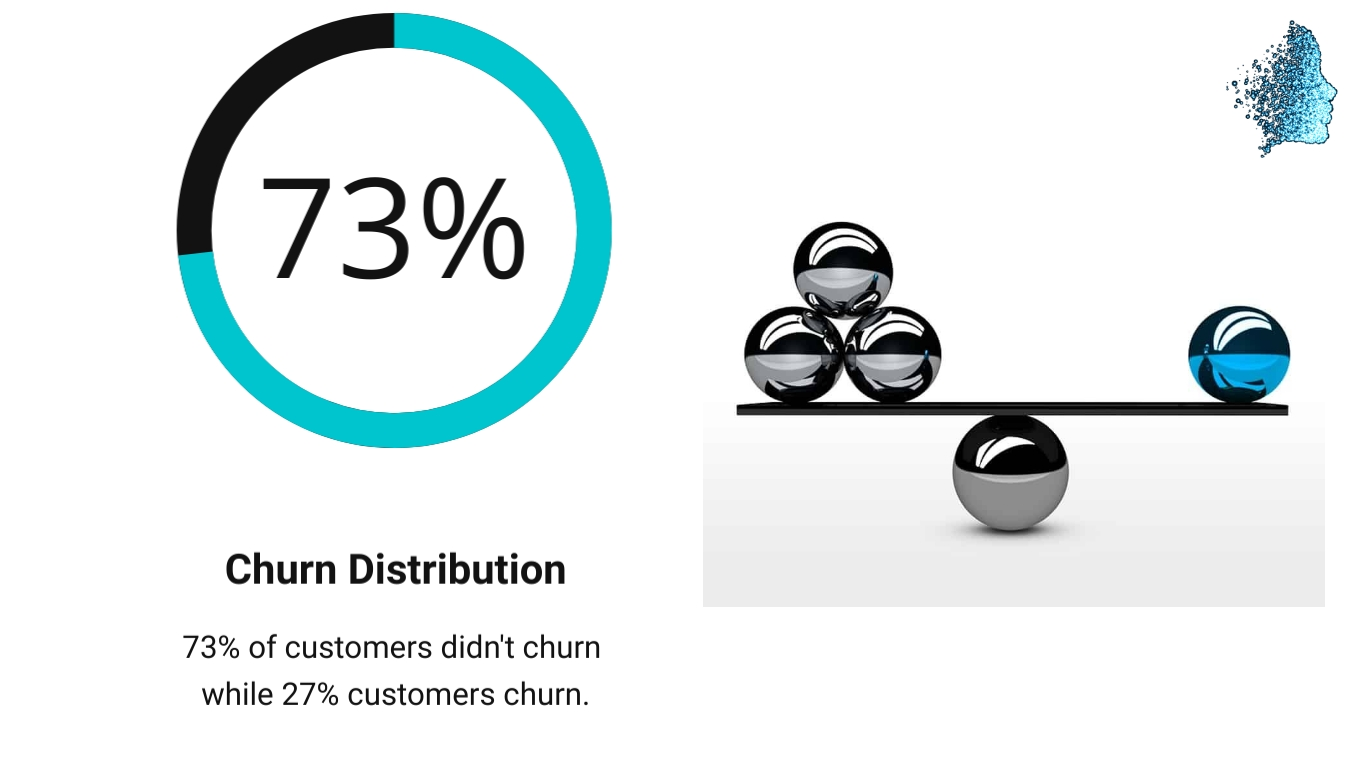 73%
Churn Distribution
73% of customers didn't churn
while 27% customers churn.